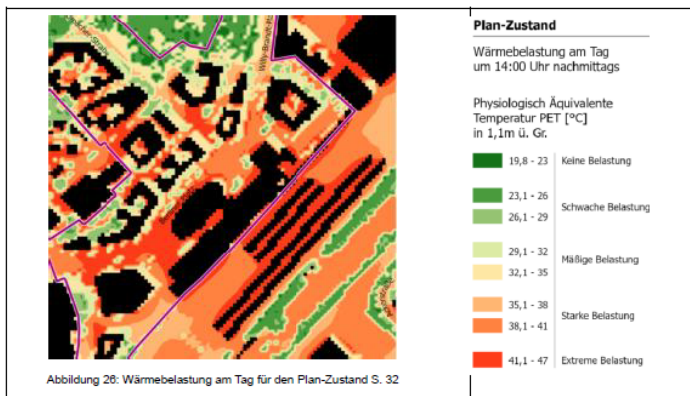 Plan-Zustand
Wärmebelastung am Tag
um 14:00 Uhr nachmittags
Physiologisch Äquivalente
Temperatur PET [°C]
in 1,1m ü. Gr.
19,8 - 23 Keine Belastung
23,1 - 26
Schwache Belastung
26,1 - 29
29,1 - 32
Mäßige Belastung
32,1 - 35
35,1 - 38
Starke Belastung
38,1 - 41
41,1 - 47 Extreme Belastung
Willy-Brandt-
Abbildung 26: Wärmebelastung am Tag für den Plan-Zustand S. 32